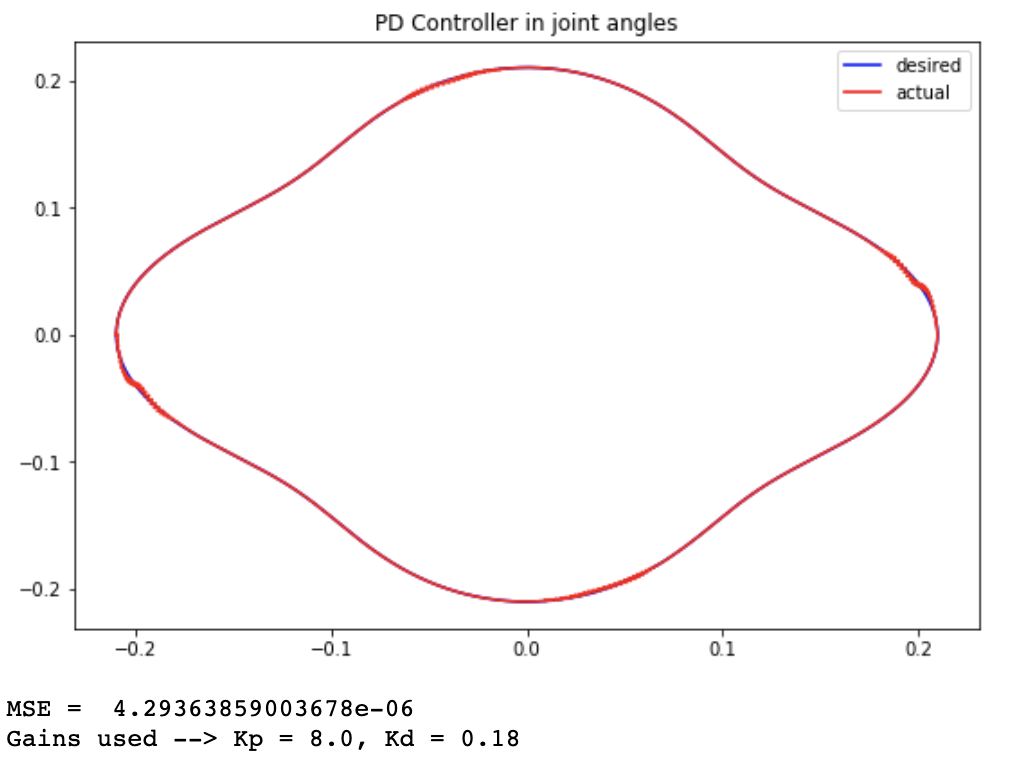 PD Controller in joint angles
desired
actual
0.2
0.1
0.0
−0.1
−0.2
−0.2 −0.1 0.0 0.1 0.2
MSE =  4.29363859003678e-06
Gains used --> Kp = 8.0, Kd = 0.18